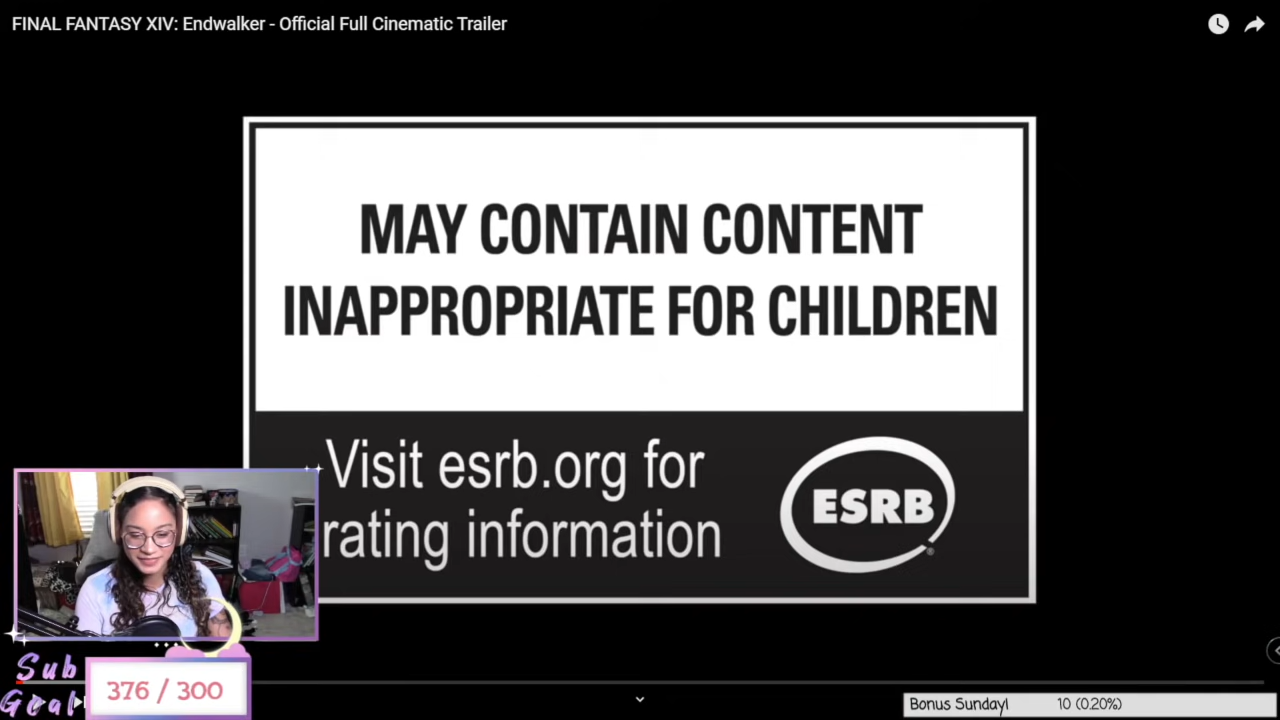 FINAL FANTASY XIV: Endwalker - Official Full Cinematic Trailer
MAY CONTAIN CONTENT
INAPPROPRIATE FOR CHILDREN
Visit esrb.org for
rating information
ESRB
®
Sub
Goal
376 / 300
Bonus Sunday! 10 (0.20%)